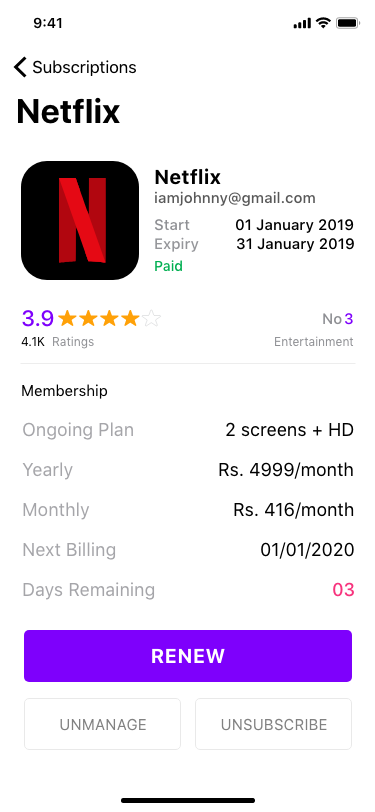 9:41
Subscriptions
Netflix
N
Netflix
iamjohnny@gmail.com
Start 01 January 2019
Expiry 31 January 2019
Paid
3.9 No 3
4.1K Ratings Entertainment
Membership
Ongoing Plan 2 screens + HD
Yearly Rs. 4999/month
Monthly Rs. 416/month
Next Billing 01/01/2020
Days Remaining 03
RENEW
UNMANAGE UNSUBSCRIBE